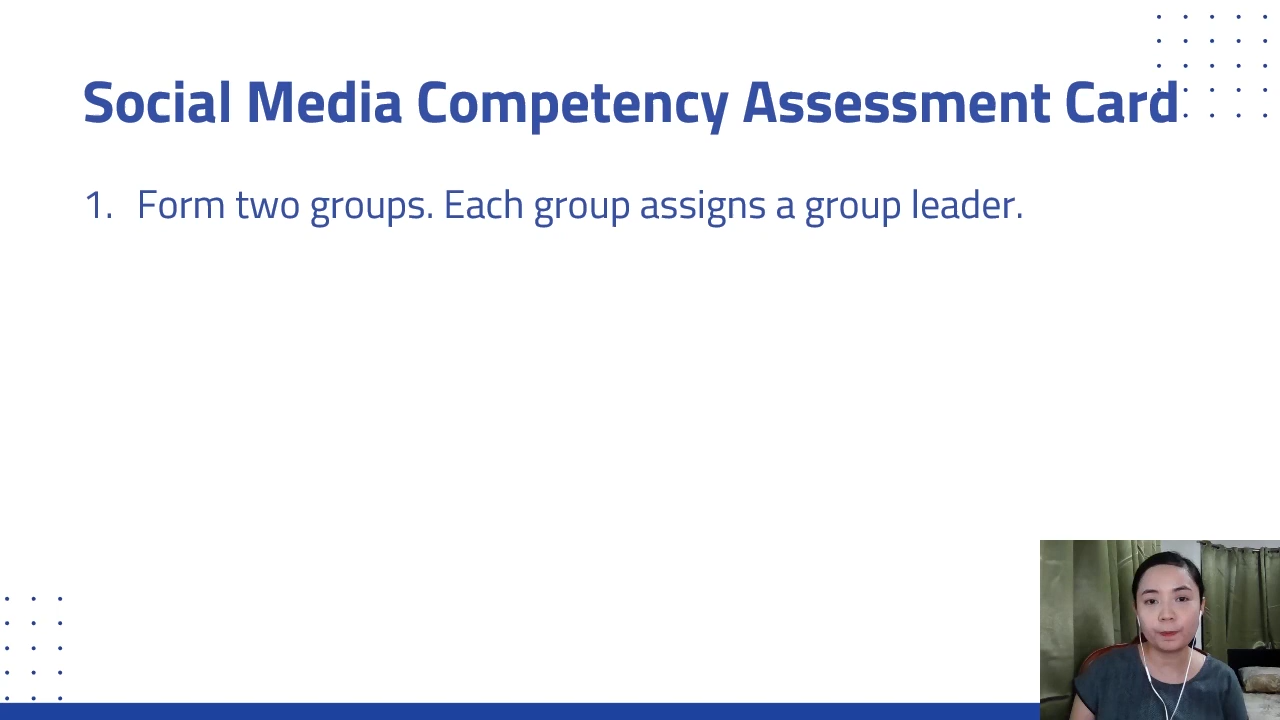 Social Media Competency Assessment Card
1. Form two groups. Each group assigns a group leader.